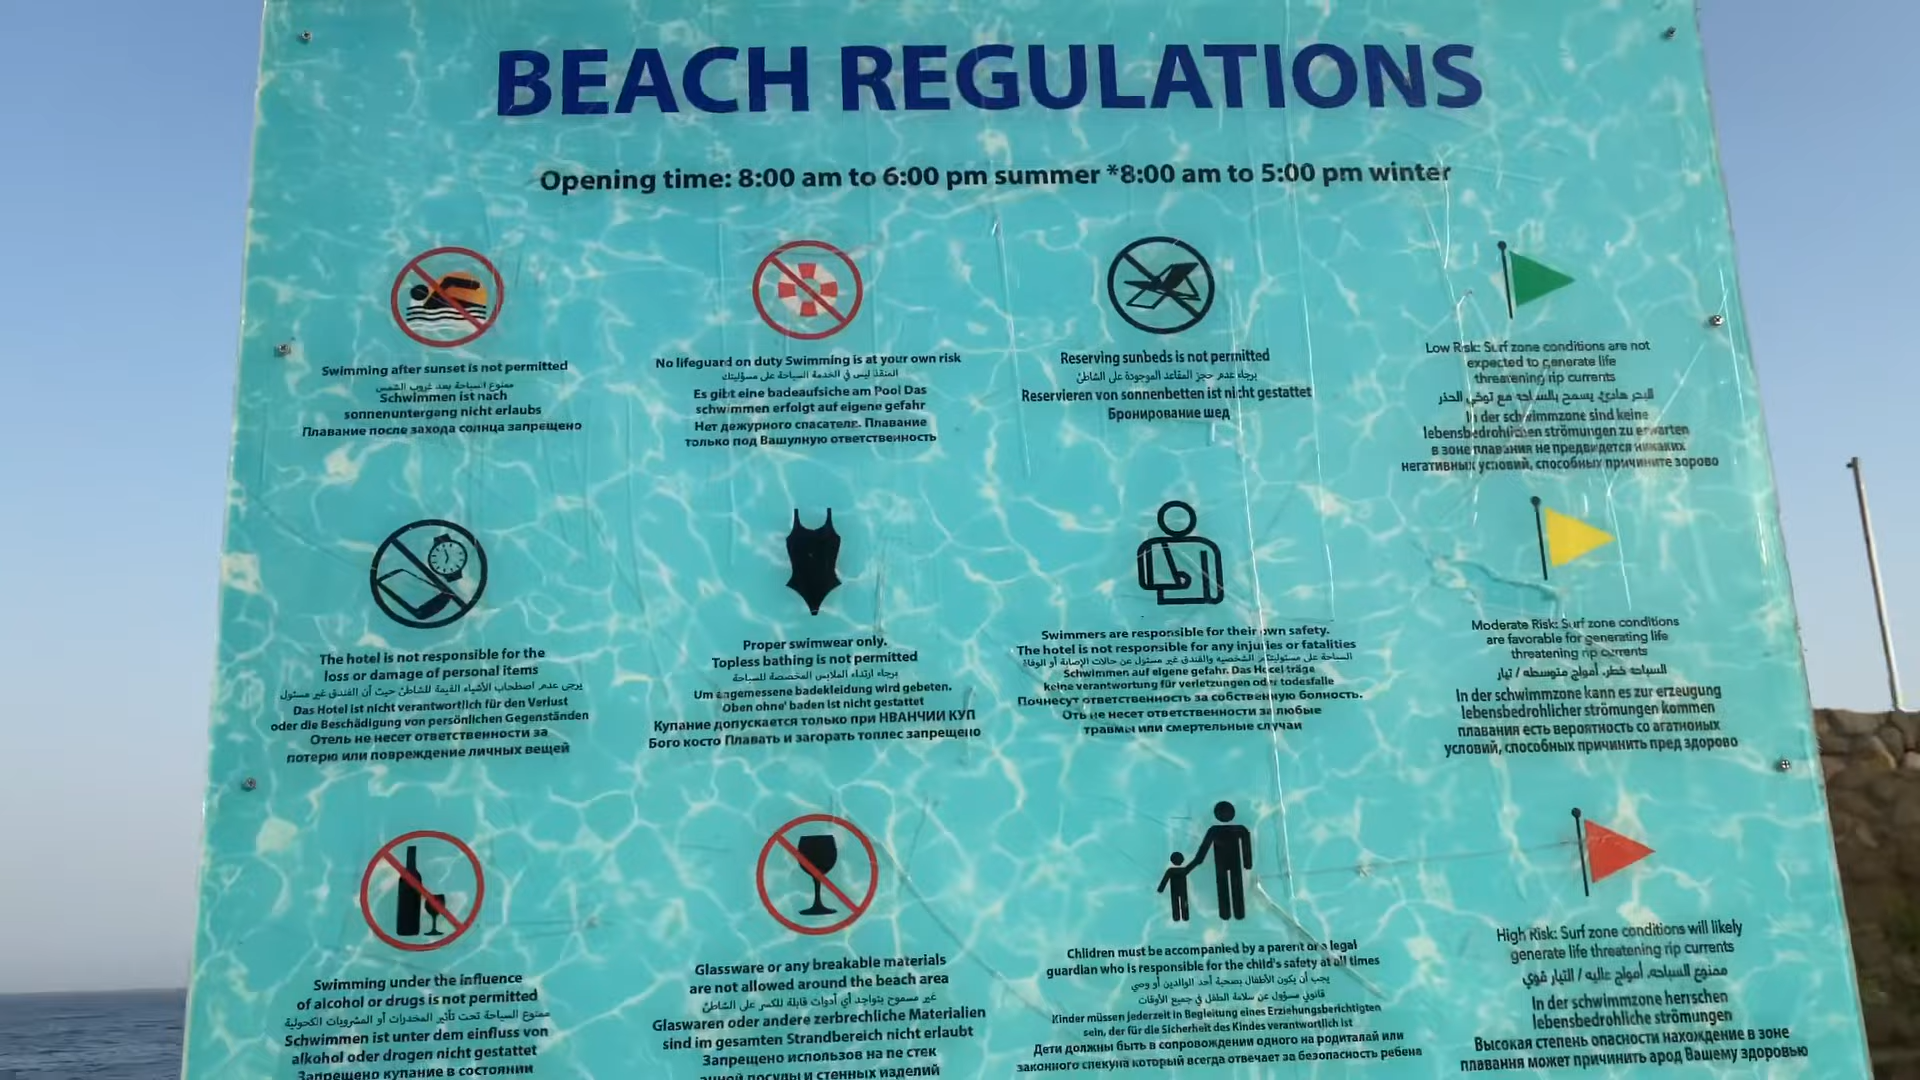 BEACH REGULATIONS
Opening time: 8:00 am to 6:00 pm summer *8:00 am to 5:00 pm winter
Swimming after sunset is not permitted
ممنوع السباحة بعد غروب الشمس
Schwimmen ist nach
sonnenuntergang nicht erlaubs
Плавание после захода солнца запрещено
No lifeguard on duty Swimming is at your own risk
المنقذ ليس في الخدمة السباحة على مسؤليتك
Es gibt eine badeaufsiche am Pool Das
schwimmen erfolgt auf eigene gefahr
Нет дежурного спасателе. Плавание
только под Вашулную ответственность
Reserving sunbeds is not permitted
برجاء عدم حجز المقاعد الموجودة على الشاطئ
Reservieren von sonnenbetten ist nicht gestattet
Бронирование шед
Low Risk: Surf zone conditions are not
expected to generate life
threatening rip currents
البحر هادئ، يسمح بالسباحه مع توخي الحذر
In der schwimmzone sind keine
lebensbedrohlichen strömungen zu erwarten
в зоне плавания не предвидется никаких
негативных условий, способных причините зорово
The hotel is not responsible for the
loss or damage of personal items
يرجى عدم اصطحاب الأشياء القيمة للشاطئ حيث أن الفندق غير مسئول
Das Hotel ist nicht verantwortlich für den Verlust
oder die Beschädigung von persönlichen Gegenständen
Отель не несет ответственности за
потерю или повреждение личных вещей
Proper swimwear only.
Topless bathing is not permitted
برجاء ارتداء الملابس المخصصة للسباحة
Um angemessene badekleidung wird gebeten.
Oben ohne' baden ist nicht gestattet
Купание допускается только при НВАНЧИИ КУП
Бого косто Плавать и загорать топлес запрещено
Swimmers are responsible for their own safety.
The hotel is not responsible for any injuries or fatalities
السباحة على مسئوليتكم الشخصية والفندق غير مسئول عن حالات الإصابة أو الوفاة
Schwimmen auf eigene gefahr. Das Hotel träge
keine verantwortung für verletzungen oder todesfalle
Почнесут ответственность за собственную болность.
Оть не несет ответственности за любые
травмы или смертельные случаи
Moderate Risk: Surf zone conditions
are favorable for generating life
threatening rip currents
السباحه خطر، أمواج متوسطه / تيار
In der schwimmzone kann es zur erzeugung
lebensbedrohlicher strömungen kommen
плавания есть вероятность со агатионых
условий, способных причинить пред здорово
Swimming under the influence
of alcohol or drugs is not permitted
ممنوع السباحة تحت تأثير المخدرات أو المشروبات الكحولية
Schwimmen ist unter dem einfluss von
alkohol oder drogen nicht gestattet
Запрещено купание в состоянии
Glassware or any breakable materials
are not allowed around the beach area
غير مسموح بتواجد أي أدوات قابلة للكسر على الشاطئ
Glaswaren oder andere zerbrechliche Materialien
sind im gesamten Strandbereich nicht erlaubt
Запрещено использов на пе стек
посуды и стенных изделий
Children must be accompanied by a parent or a legal
guardian who is responsible for the child's safety at all times
يجب أن يكون الأطفال بصحبة أحد الوالدين أو وصي
قانوني مسؤول عن سلامة الطفل في جميع الأوقات
Kinder müssen jederzeit in Begleitung eines Erziehungsberichtigten
sein, der für die Sicherheit des Kindes verantwortlich ist
Дети должны быть в сопровождении одного на родиталай или
законного спекуна который всегда отвечает за безопасность ребена
High Risk: Surf zone conditions will likely
generate life threatening rip currents
ممنوع السباحه، أمواج عاليه / التيار قوي
In der schwimmzone herrschen
lebensbedrohliche strömungen
Высокая степень опасности нахождение в зоне
плавания может причинить арод Вашему здоровью